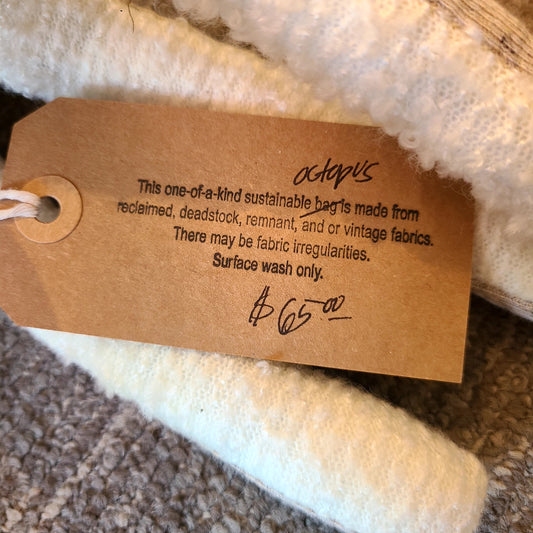 octopus
This one-of-a-kind sustainable bag is made from
reclaimed, deadstock, remnant, and or vintage fabrics.
There may be fabric irregularities.
Surface wash only.
$65.00